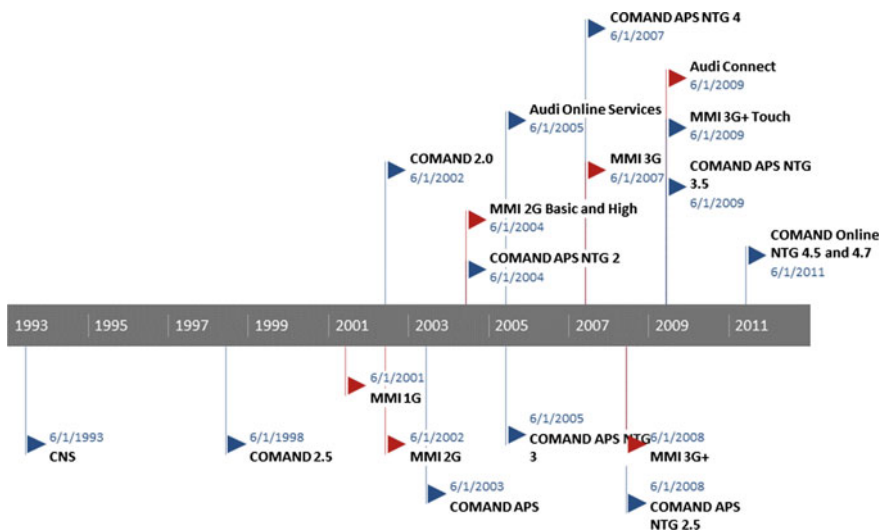 COMAND APS NTG 4
6/1/2007
Audi Connect
6/1/2009
Audi Online Services
6/1/2005
MMI 3G+ Touch
6/1/2009
COMAND 2.0
6/1/2002
MMI 3G
6/1/2007
COMAND APS NTG
3.5
6/1/2009
MMI 2G Basic and High
6/1/2004
COMAND APS NTG 2
6/1/2004
COMAND Online
NTG 4.5 and 4.7
6/1/2011
1993 1995 1997 1999 2001 2003 2005 2007 2009 2011
6/1/2001
MMI 1G
6/1/1993
CNS
6/1/1998
COMAND 2.5
6/1/2002
MMI 2G
6/1/2003
COMAND APS
6/1/2005
COMAND APS NTG
3
6/1/2008
MMI 3G+
6/1/2008
COMAND APS
NTG 2.5